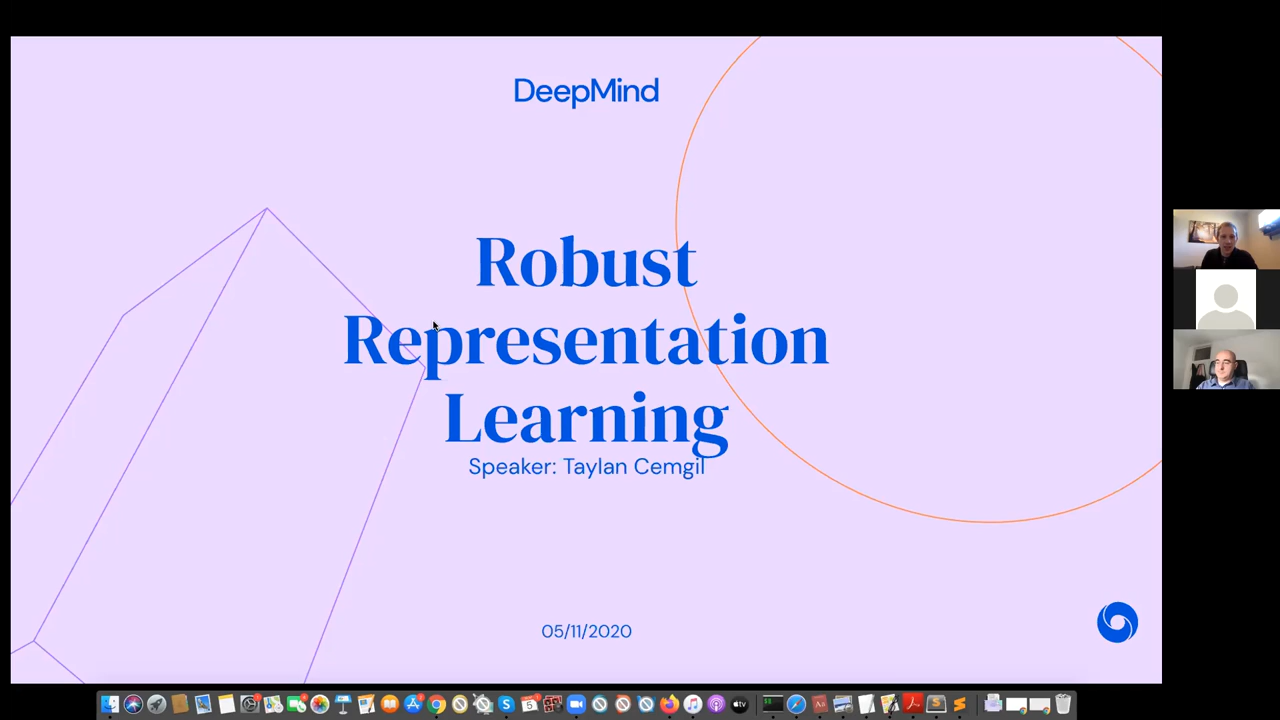 DeepMind
Robust
Representation
Learning
Speaker: Taylan Cemgil
05/11/2020